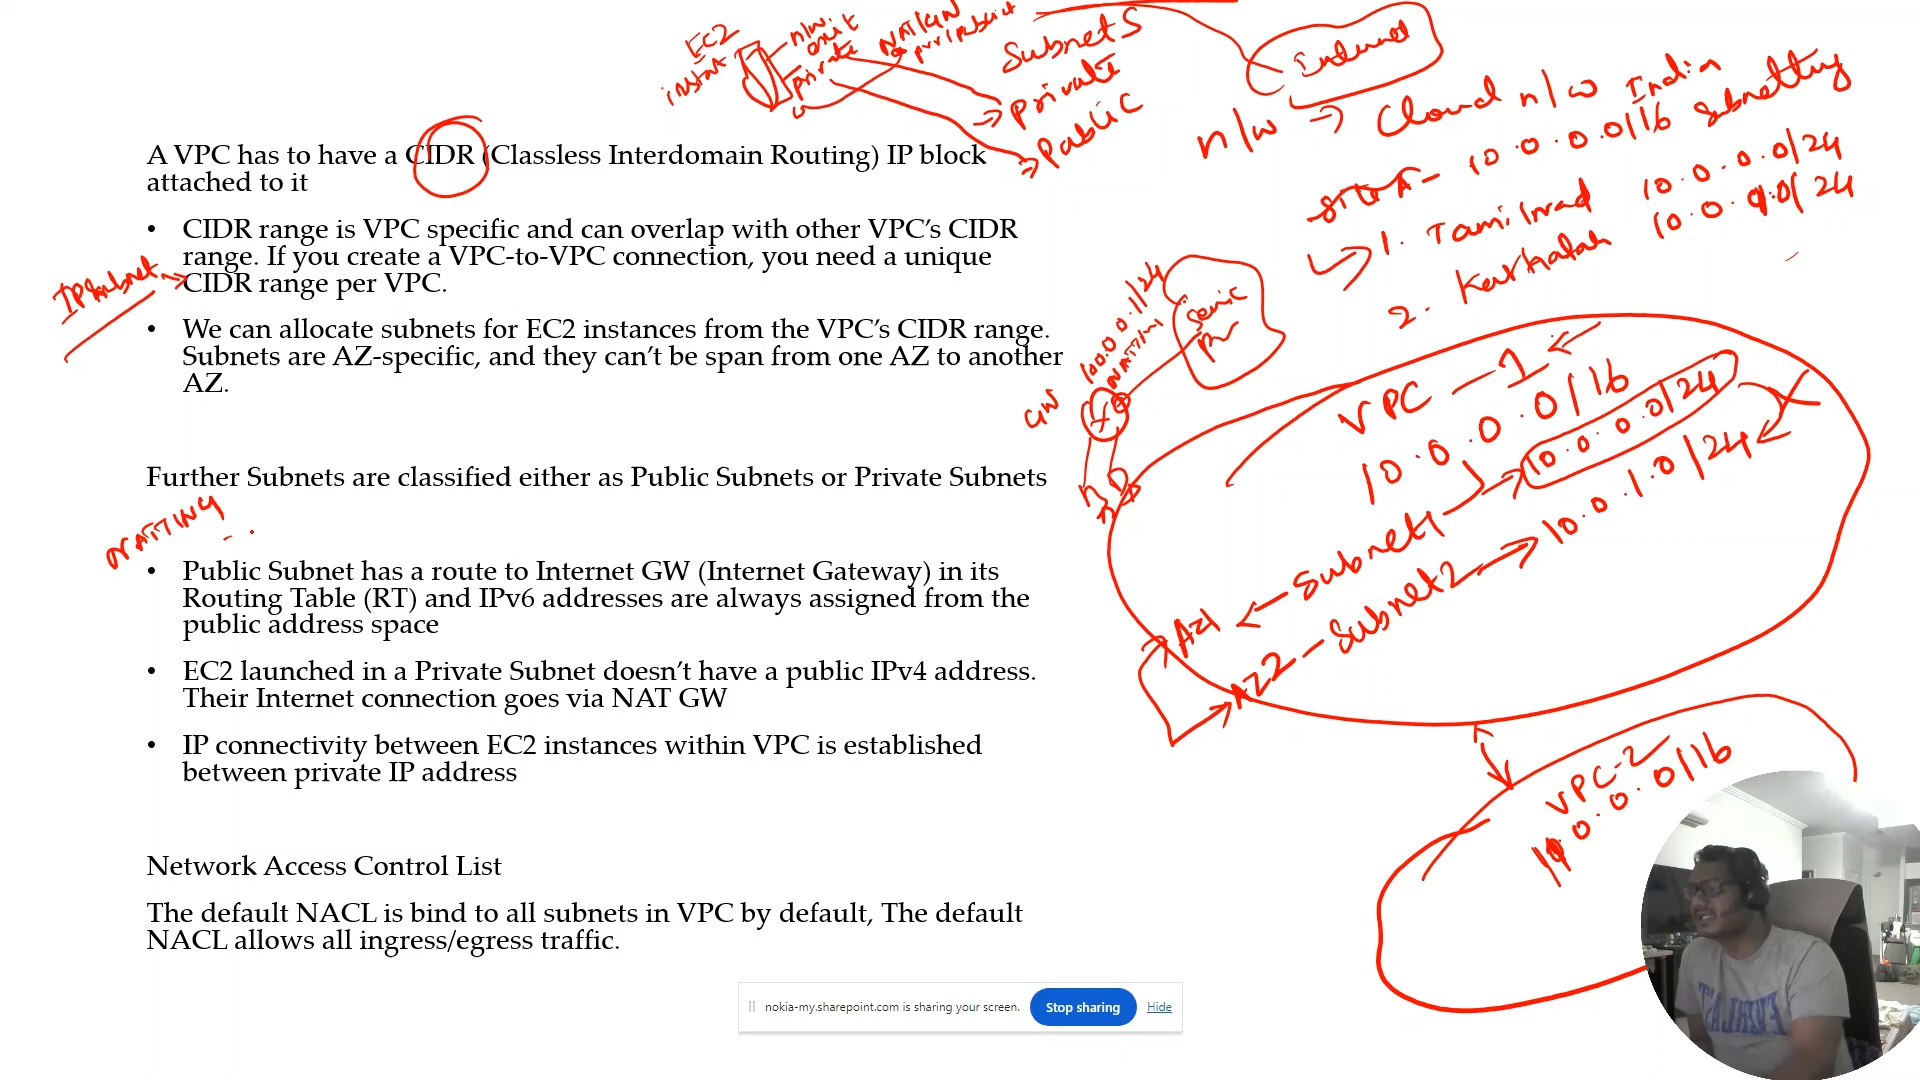 EC2
n/w
private
Subnets
private
Public
Internet
n/w → Cloud n/w India
10.0.0.0/16 Subnetting
1. Tamilnad 10.0.0.0/24
2. Karnatak 10.0.1.0/24
A VPC has to have a CIDR (Classless Interdomain Routing) IP block
attached to it
• CIDR range is VPC specific and can overlap with other VPC’s CIDR
range. If you create a VPC-to-VPC connection, you need a unique
CIDR range per VPC.
IP Subnet
• We can allocate subnets for EC2 instances from the VPC’s CIDR range.
Subnets are AZ-specific, and they can’t be span from one AZ to another
AZ.
Further Subnets are classified either as Public Subnets or Private Subnets
NATTING
• Public Subnet has a route to Internet GW (Internet Gateway) in its
Routing Table (RT) and IPv6 addresses are always assigned from the
public address space
• EC2 launched in a Private Subnet doesn’t have a public IPv4 address.
Their Internet connection goes via NAT GW
• IP connectivity between EC2 instances within VPC is established
between private IP address
Network Access Control List
The default NACL is bind to all subnets in VPC by default, The default
NACL allows all ingress/egress traffic.
100.0.0.1/24
GW
VPC-1
10.0.0.0/16
AZ1 ← Subnet1 → 10.0.0.0/24
AZ2 - Subnet2 → 10.0.1.0/24
VPC-2
nokia-my.sharepoint.com is sharing your screen. Stop sharing Hide